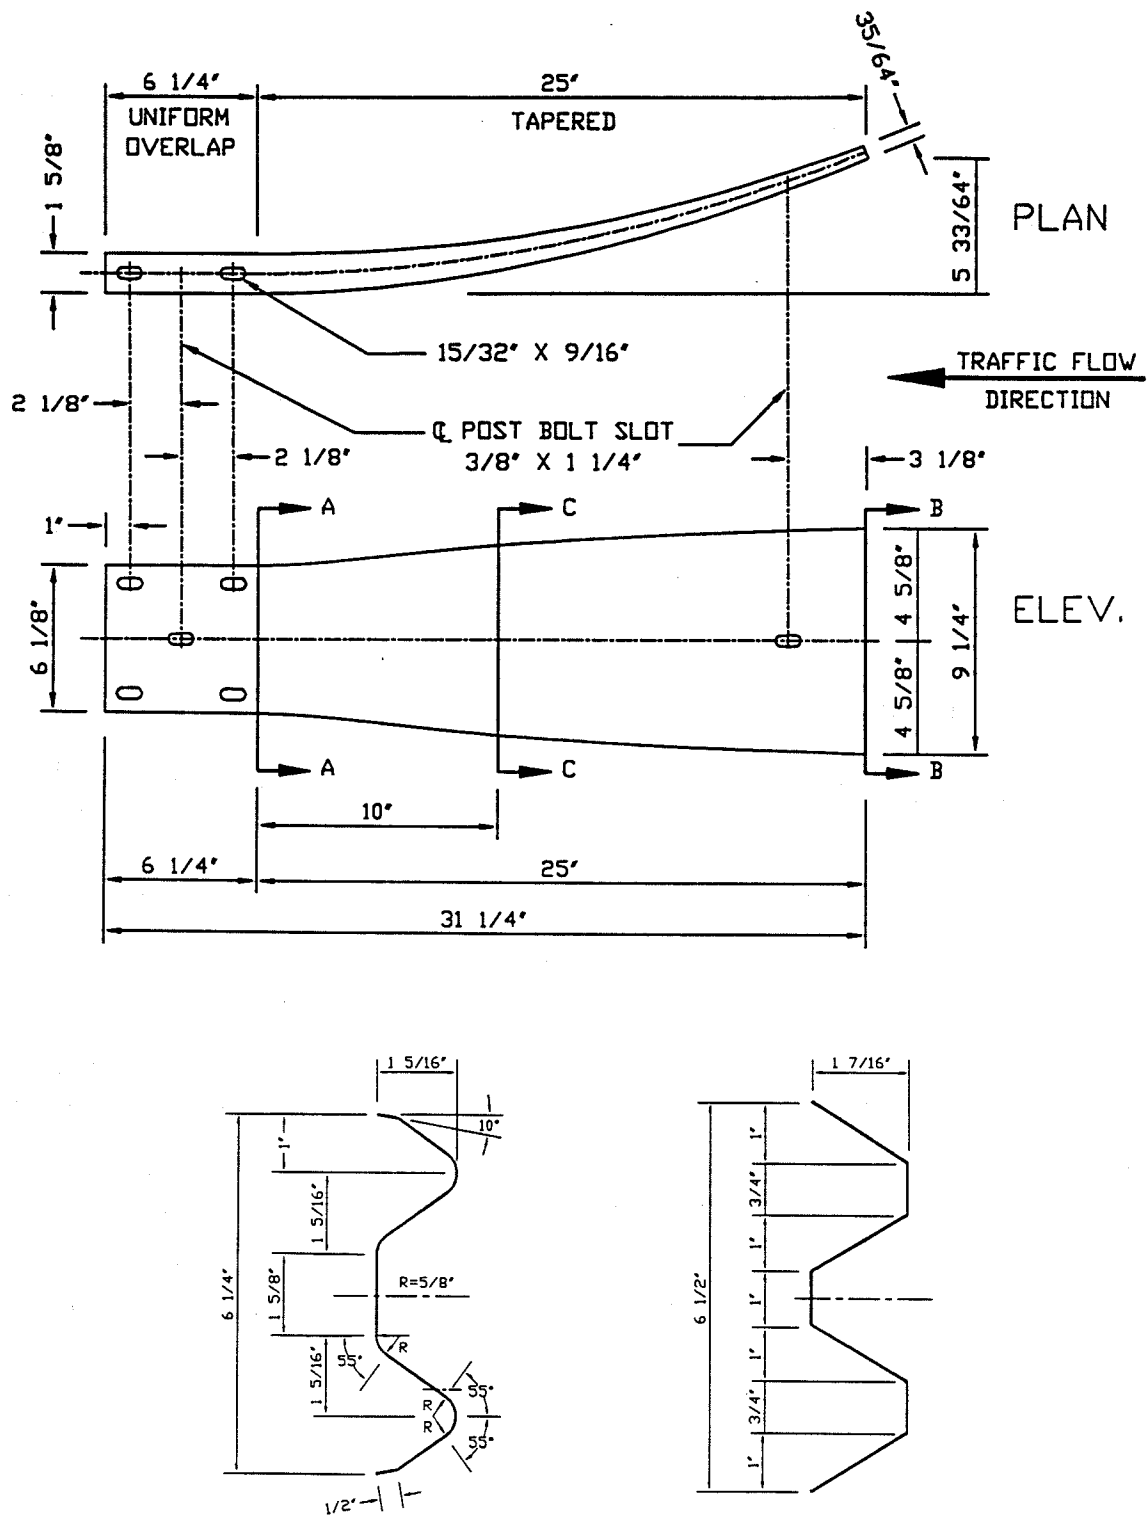 35/64"
6 1/4"
25"
UNIFORM
OVERLAP
TAPERED
1 5/8"
5 33/64"
PLAN
15/32" X 9/16"
TRAFFIC FLOW
DIRECTION
2 1/8"
℄ POST BOLT SLOT
3/8" X 1 1/4"
2 1/8"
3 1/8"
A
C
B
1"
6 1/8"
4 5/8"
4 5/8"
9 1/4"
ELEV.
A
C
B
10"
6 1/4"
25"
31 1/4"
1 5/16"
10°
1"
1 5/16"
6 1/4"
1 5/8"
R=5/8"
R
55°
1 5/16"
55°
R
R
55°
1/2"
1 7/16"
1"
3/4"
1"
6 1/2"
1"
1"
3/4"
1"